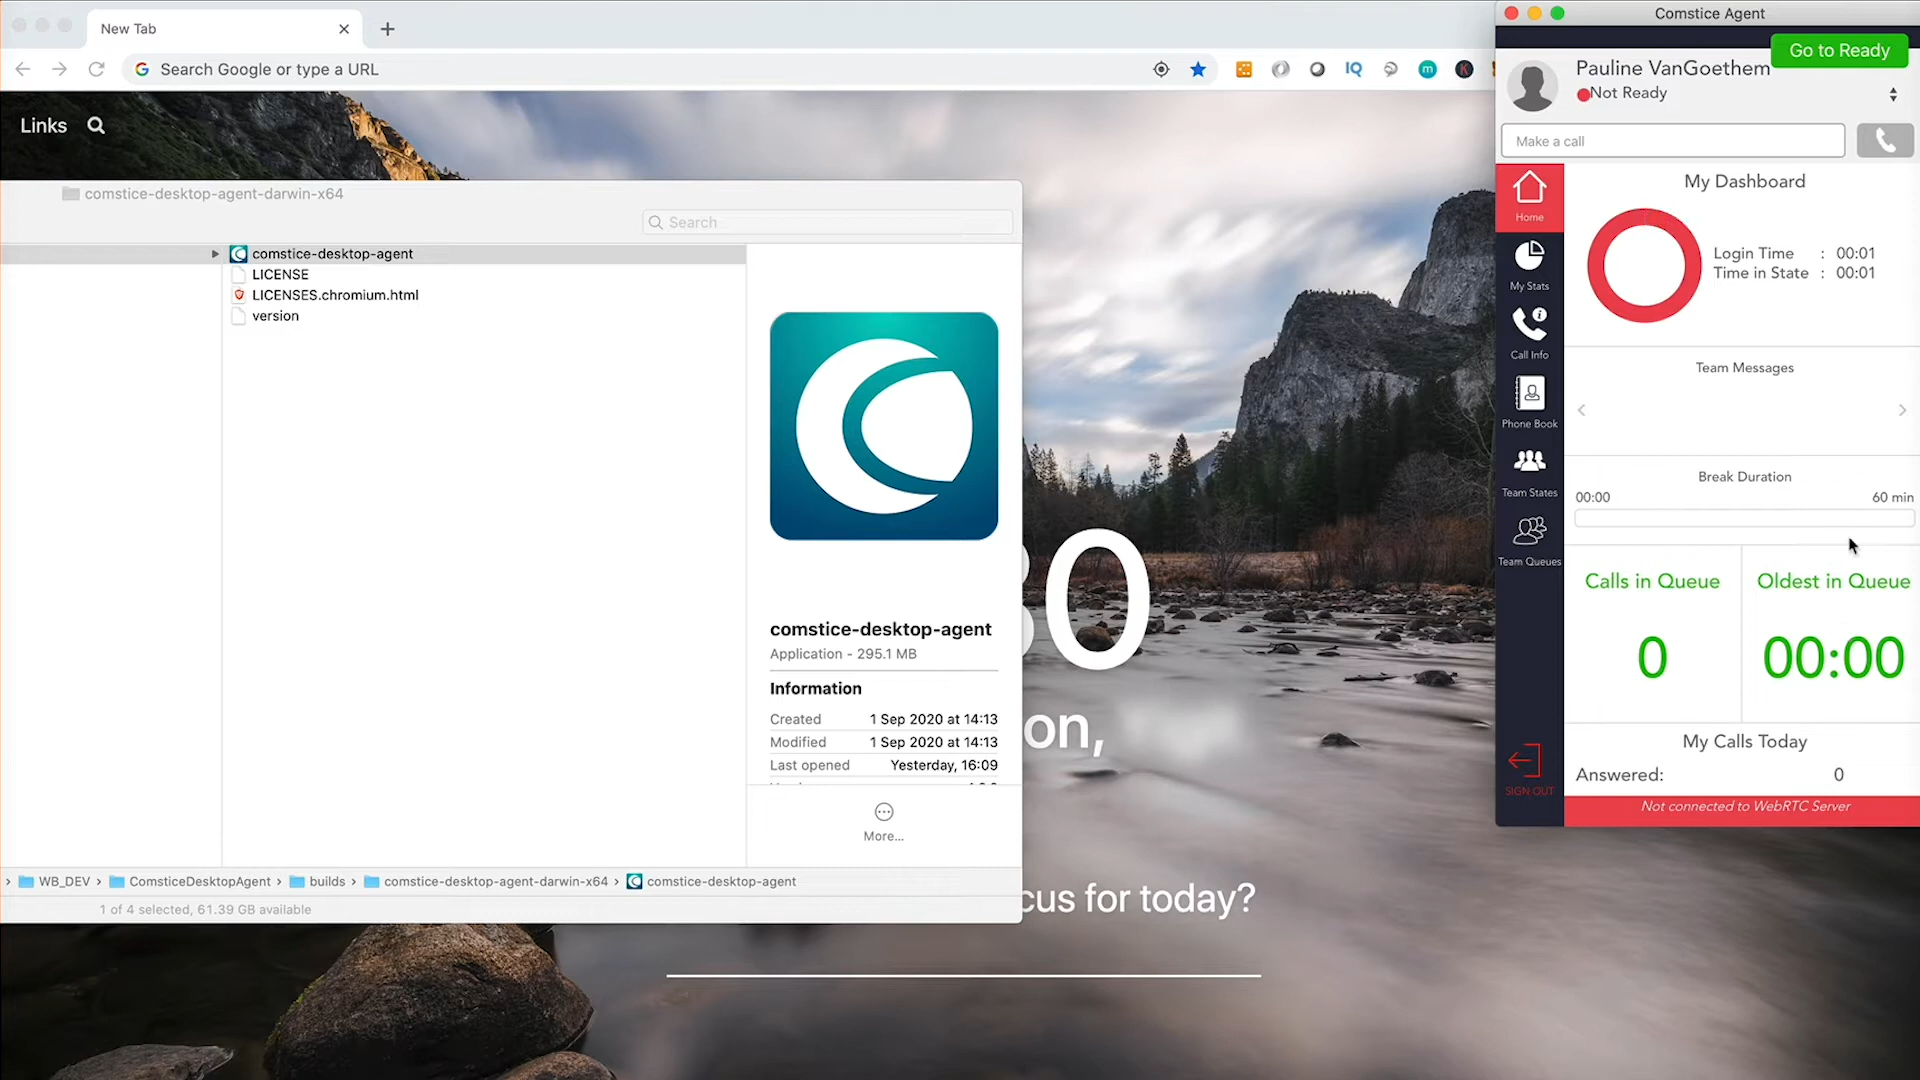 New Tab
Search Google or type a URL
IQ
m
K
Links
comstice-desktop-agent-darwin-x64
Search
comstice-desktop-agent
LICENSE
LICENSES.chromium.html
version
comstice-desktop-agent
Application - 295.1 MB
Information
Created 1 Sep 2020 at 14:13
Modified 1 Sep 2020 at 14:13
Last opened Yesterday, 16:09
More...
WB_DEV > ComsticeDesktopAgent > builds > comstice-desktop-agent-darwin-x64 > comstice-desktop-agent
1 of 4 selected, 61.39 GB available
0
on,
cus for today?
Comstice Agent
Go to Ready
Pauline VanGoethem
Not Ready
Make a call
Home
My Stats
Call Info
Phone Book
Team States
Team Queues
SIGN OUT
My Dashboard
Login Time : 00:01
Time in State : 00:01
Team Messages
Break Duration
00:00 60 min
Calls in Queue
0
Oldest in Queue
00:00
My Calls Today
Answered: 0
Not connected to WebRTC Server